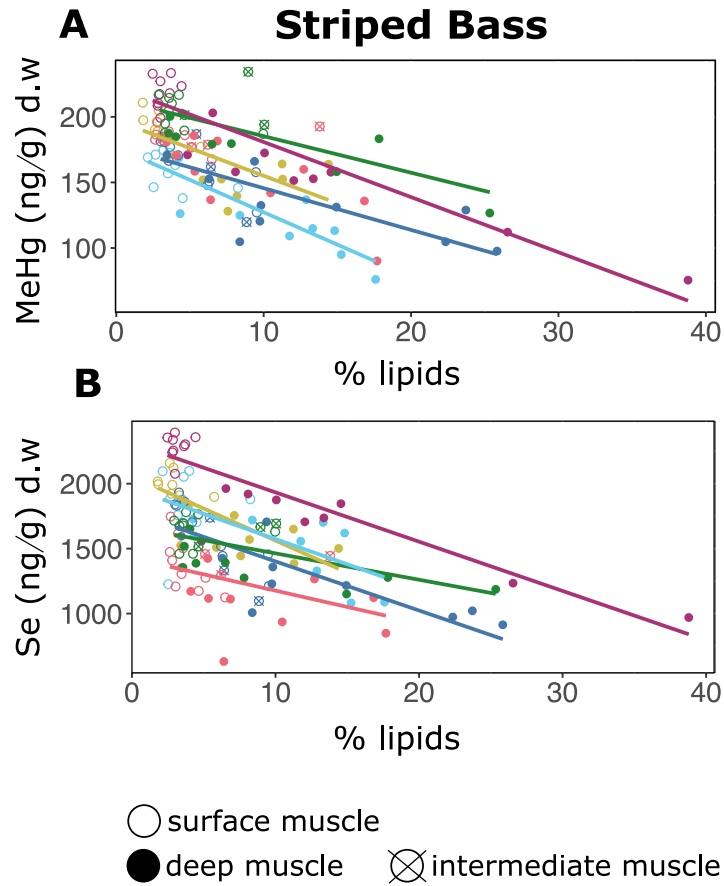 A Striped Bass
MeHg (ng/g) d.w
200
150
100
0 10 20 30 40
% lipids
B
Se (ng/g) d.w
2000
1500
1000
0 10 20 30 40
% lipids
surface muscle
deep muscle intermediate muscle